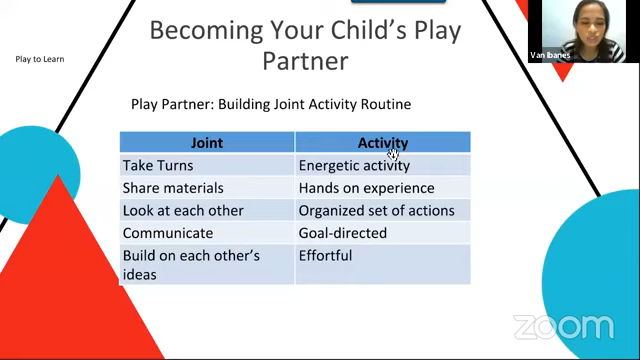 Becoming Your Child's Play
Partner
Van Ibanes
Play to Learn
Play Partner: Building Joint Activity Routine
Joint Activity
Take Turns Energetic activity
Share materials Hands on experience
Look at each other Organized set of actions
Communicate Goal-directed
Build on each other's Effortful
ideas
zoom